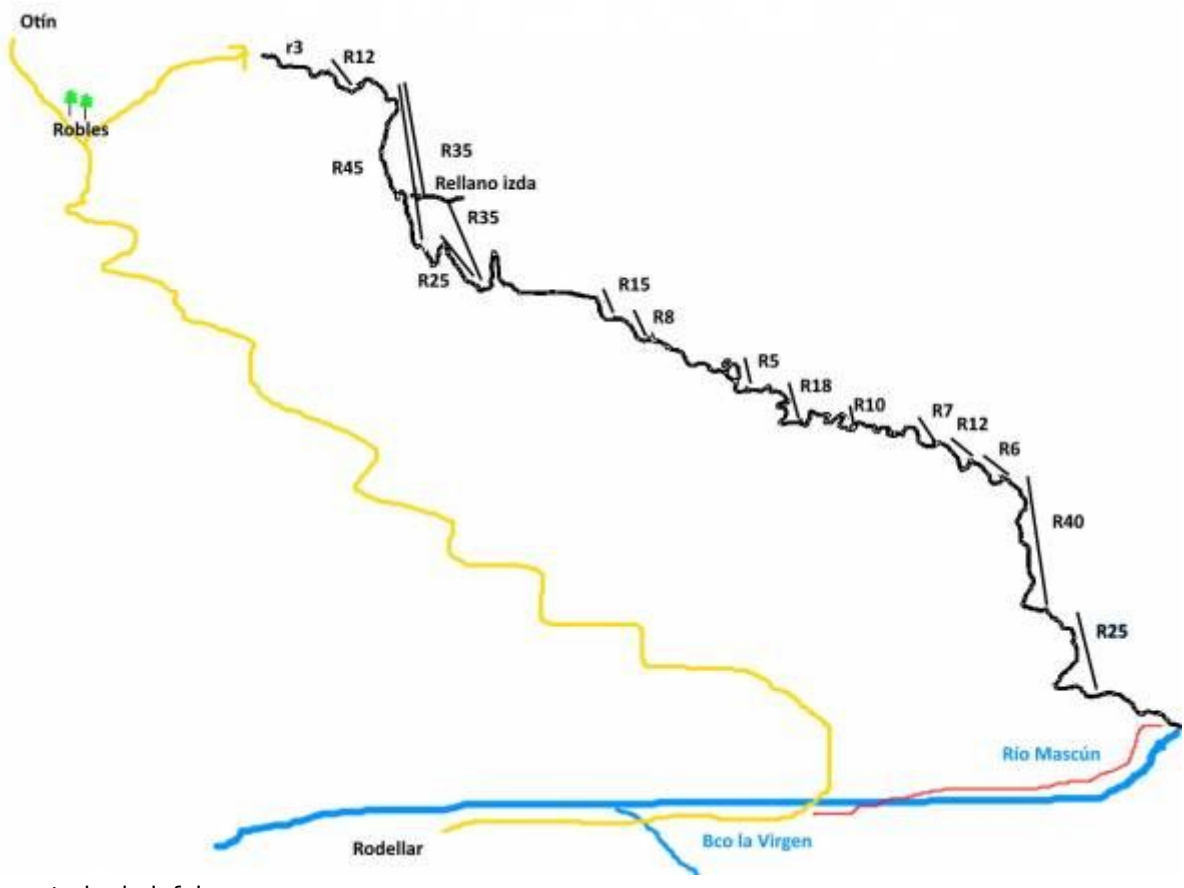 Otín
r3
R12
Robles
R35
R45
Rellano izda
R35
R25
R15
R8
R5
R18
R10
R7
R12
R6
R40
R25
Río Mascún
Bco la Virgen
Rodellar